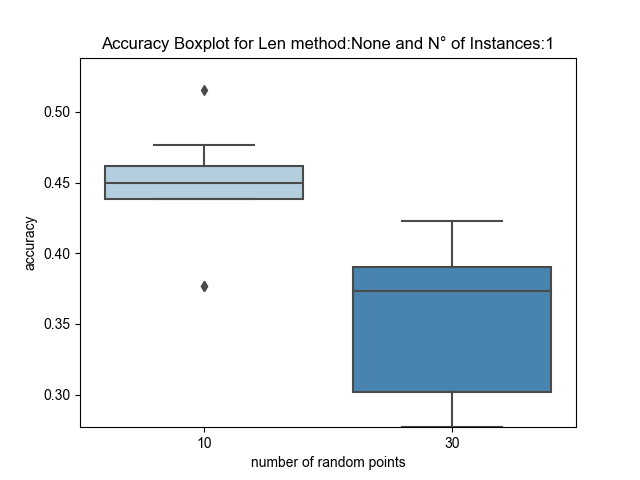 Accuracy Boxplot for Len method:None and N° of Instances:1
0.50
0.45
0.40
0.35
0.30
accuracy
10 30
number of random points